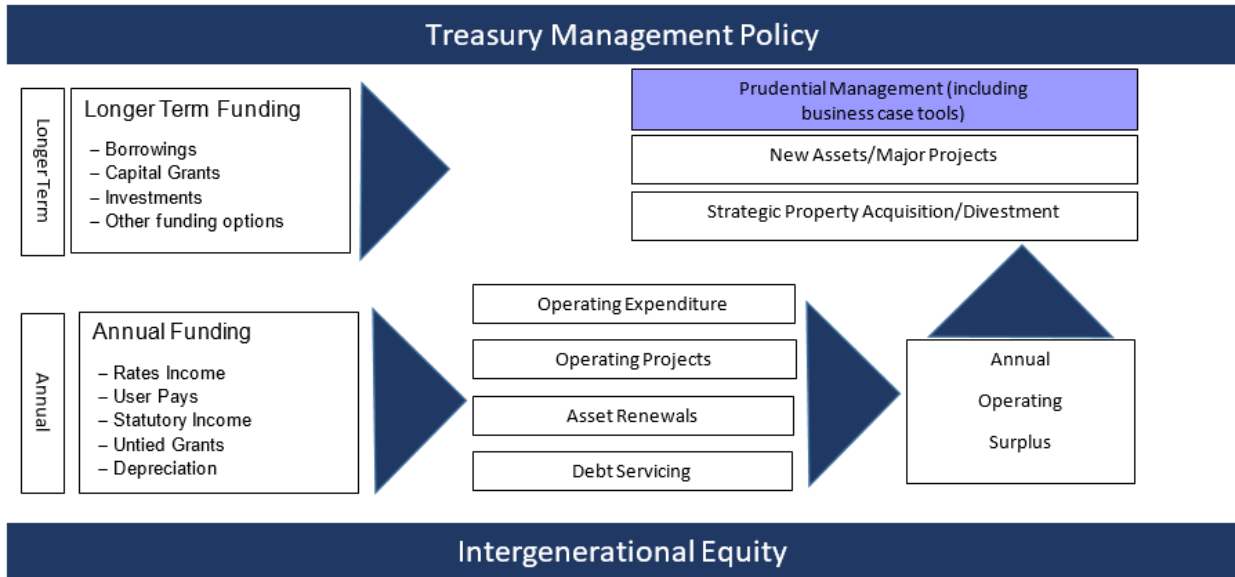 Treasury Management Policy
Longer Term
Longer Term Funding
– Borrowings
– Capital Grants
– Investments
– Other funding options
Prudential Management (including
business case tools)
New Assets/Major Projects
Strategic Property Acquisition/Divestment
Annual
Annual Funding
– Rates Income
– User Pays
– Statutory Income
– Untied Grants
– Depreciation
Operating Expenditure
Operating Projects
Asset Renewals
Debt Servicing
Annual
Operating
Surplus
Intergenerational Equity